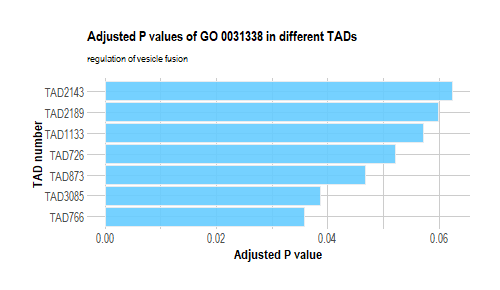 Adjusted P values of GO 0031338 in different TADs
regulation of vesicle fusion
TAD number
TAD2143
TAD2189
TAD1133
TAD726
TAD873
TAD3085
TAD766
0.00 0.02 0.04 0.06
Adjusted P value